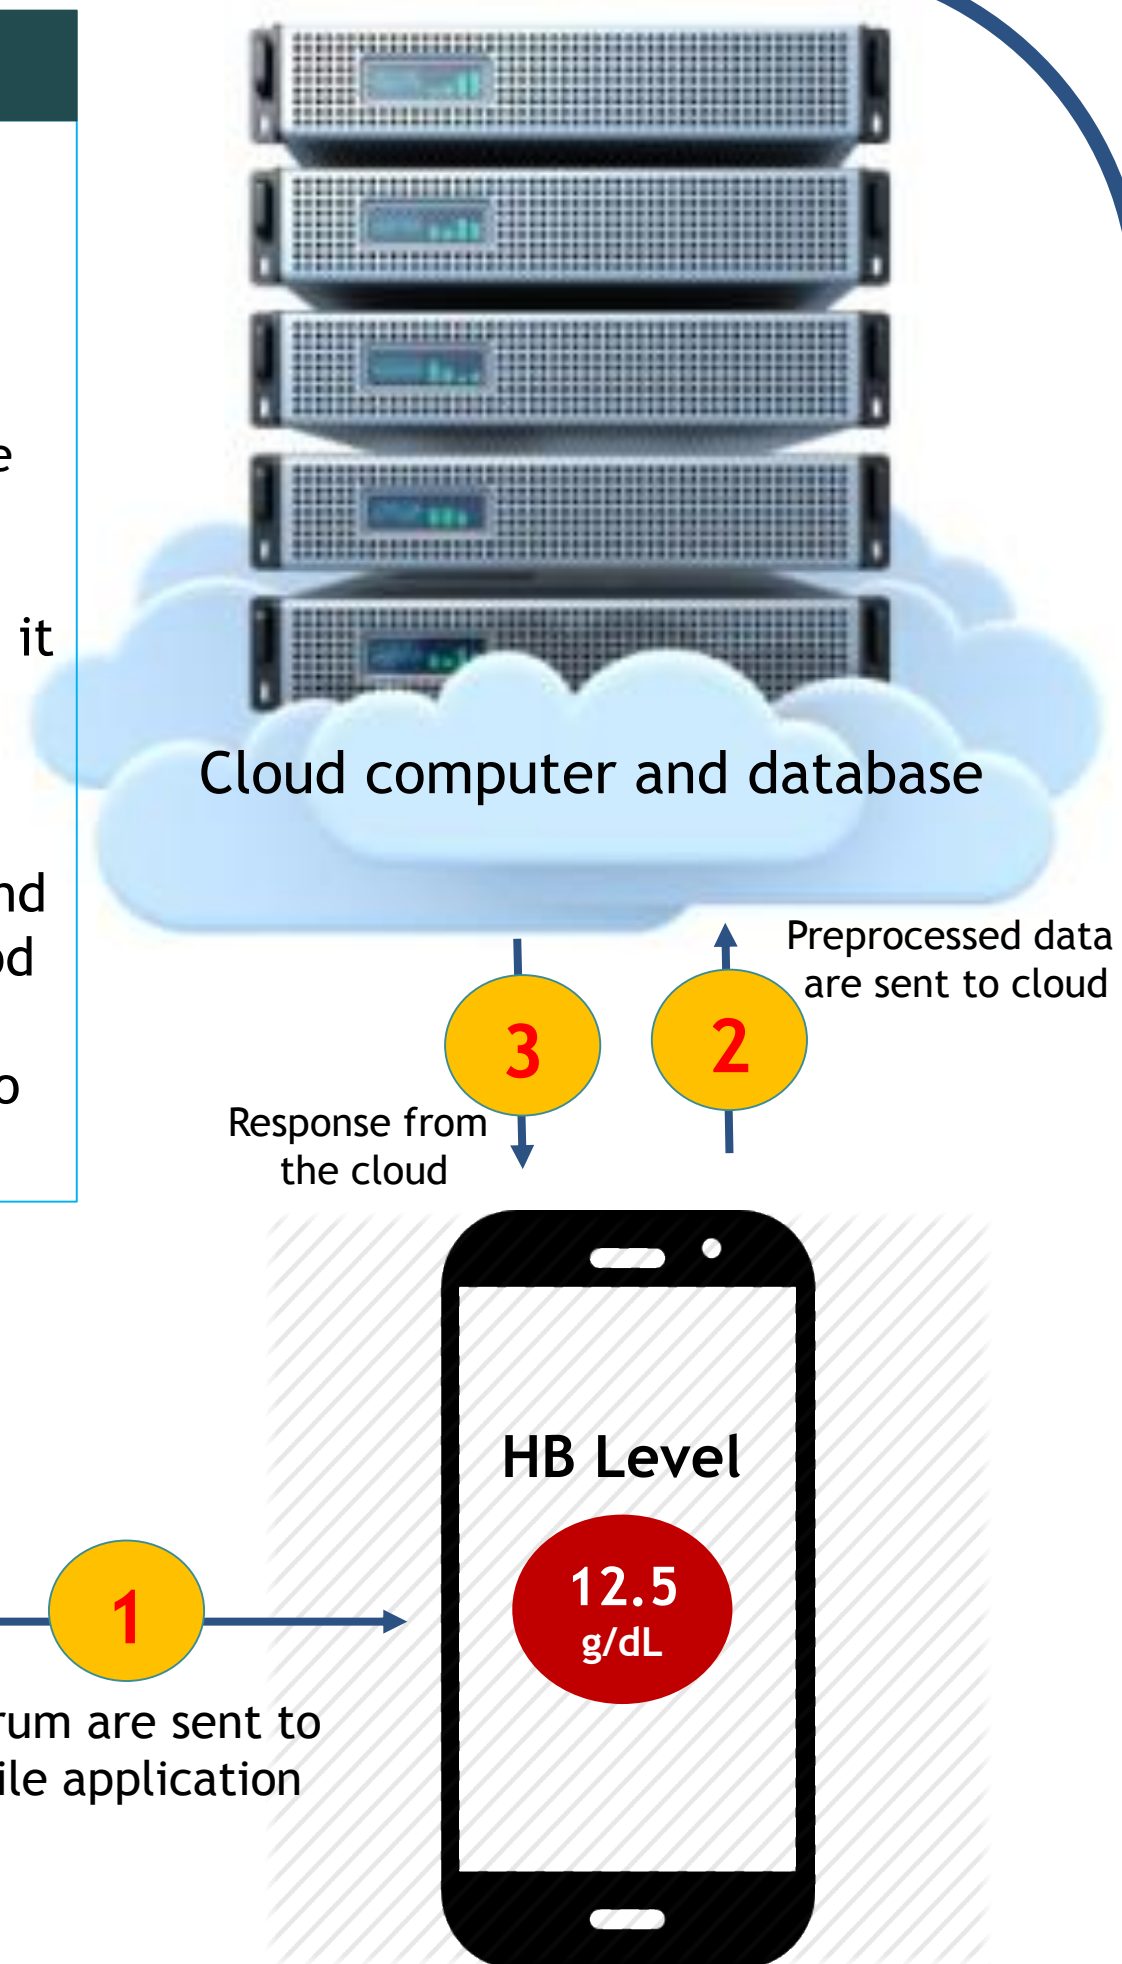 e
it
nd
od
o
Cloud computer and database
Preprocessed data
are sent to cloud
3
2
Response from
the cloud
HB Level
12.5
g/dL
1
rum are sent to
ile application